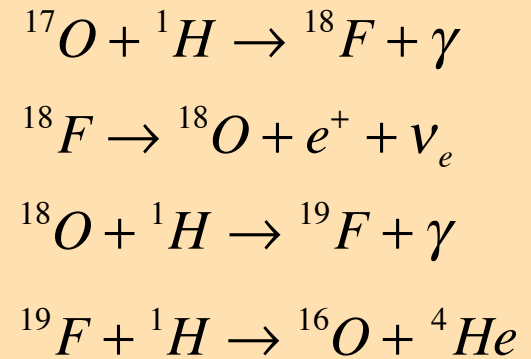 ¹⁷O + ¹H → ¹⁸F + γ
¹⁸F → ¹⁸O + e⁺ + νₑ
¹⁸O + ¹H → ¹⁹F + γ
¹⁹F + ¹H → ¹⁶O + ⁴He